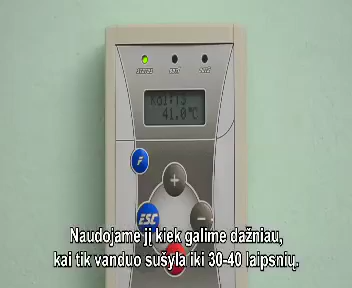 41.0°C
F
+
ESC
-
Naudojame jį kiek galime dažniau,
kai tik vanduo sušyla iki 30-40 laipsnių.